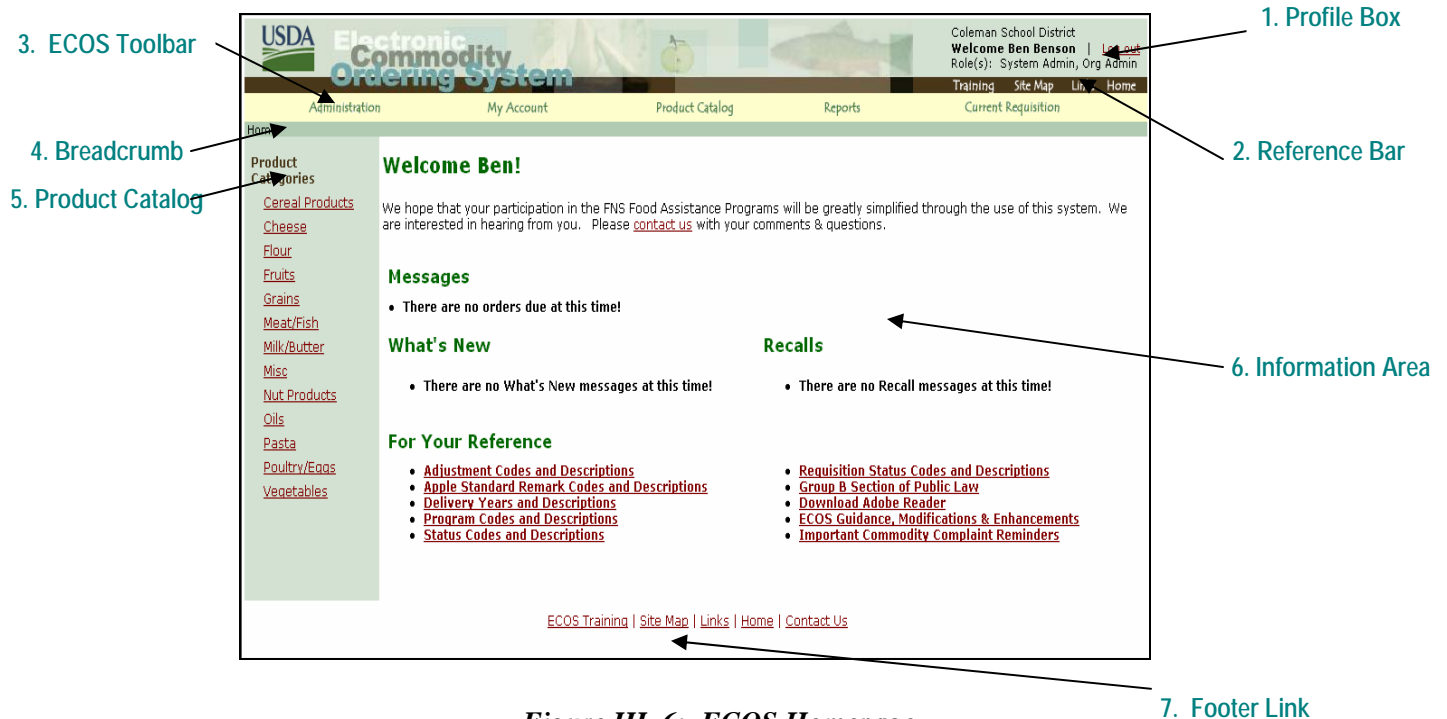 1. Profile Box
3. ECOS Toolbar
USDA
Electronic
Commodity
Ordering System
Coleman School District
Welcome Ben Benson | Log out
Role(s): System Admin, Org Admin
Training Site Map Links Home
Administration My Account Product Catalog Reports Current Requisition
Home
4. Breadcrumb
2. Reference Bar
5. Product Catalog
Product
Categories
Cereal Products
Cheese
Flour
Fruits
Grains
Meat/Fish
Milk/Butter
Misc
Nut Products
Oils
Pasta
Poultry/Eggs
Vegetables
Welcome Ben!
We hope that your participation in the FNS Food Assistance Programs will be greatly simplified through the use of this system. We
are interested in hearing from you. Please contact us with your comments & questions.
Messages
• There are no orders due at this time!
What's New
• There are no What's New messages at this time!
Recalls
• There are no Recall messages at this time!
6. Information Area
For Your Reference
• Adjustment Codes and Descriptions
• Apple Standard Remark Codes and Descriptions
• Delivery Years and Descriptions
• Program Codes and Descriptions
• Status Codes and Descriptions
• Requisition Status Codes and Descriptions
• Group B Section of Public Law
• Download Adobe Reader
• ECOS Guidance, Modifications & Enhancements
• Important Commodity Complaint Reminders
ECOS Training | Site Map | Links | Home | Contact Us
7. Footer Link
Figure III-6: ECOS Homepage